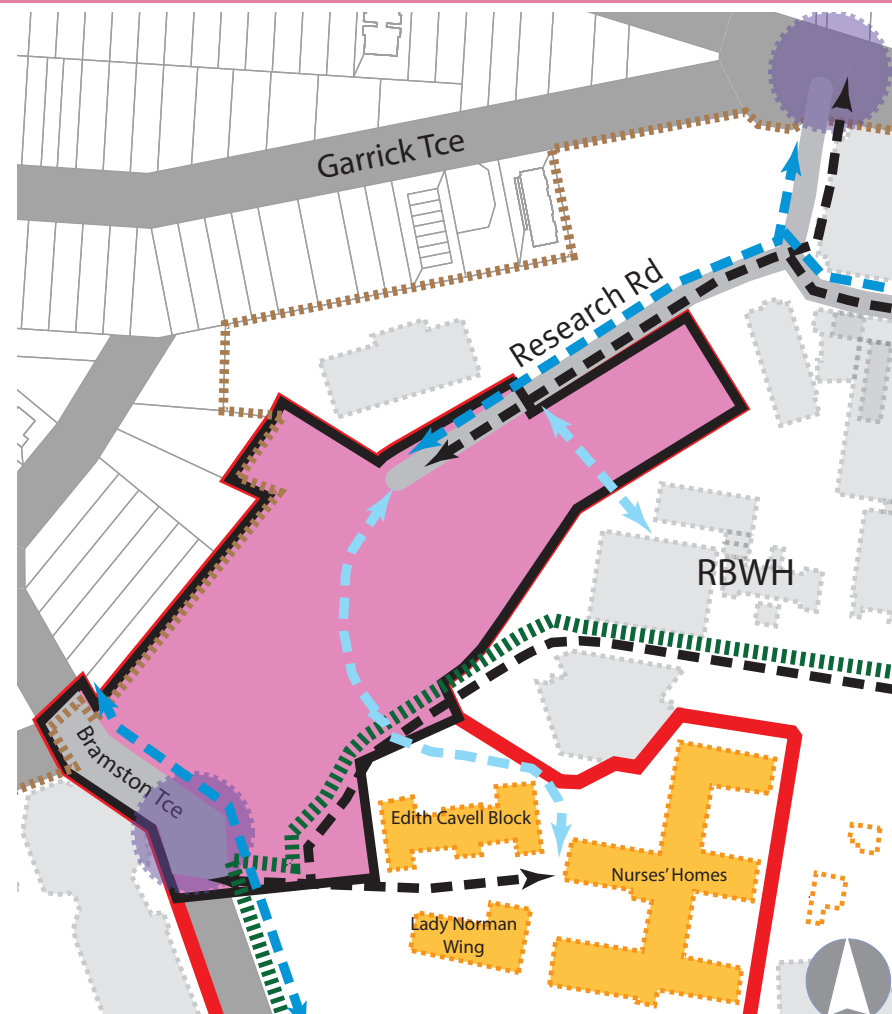 Garrick Tce
Research Rd
RBWH
Bramston Tce
Edith Cavell Block
Nurses' Homes
Lady Norman
Wing